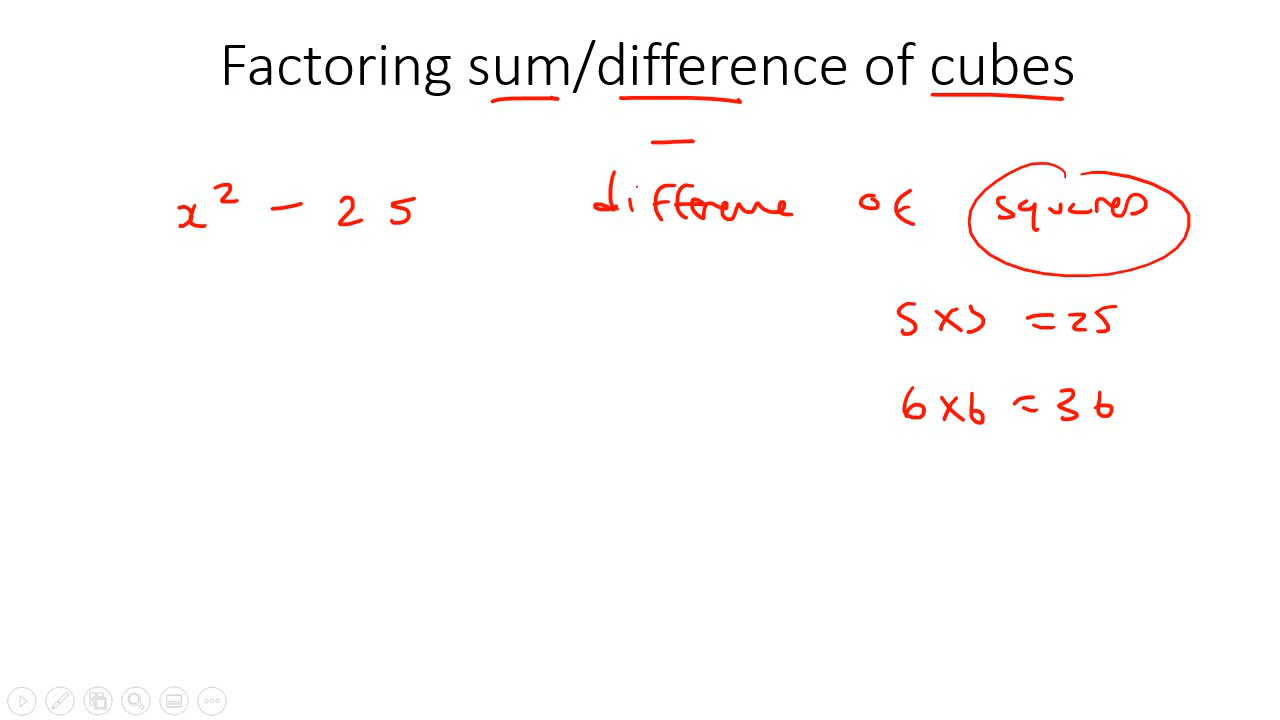 Factoring sum/difference of cubes
x² − 25 difference of squares
5 × 5 = 25
6 × 6 = 36